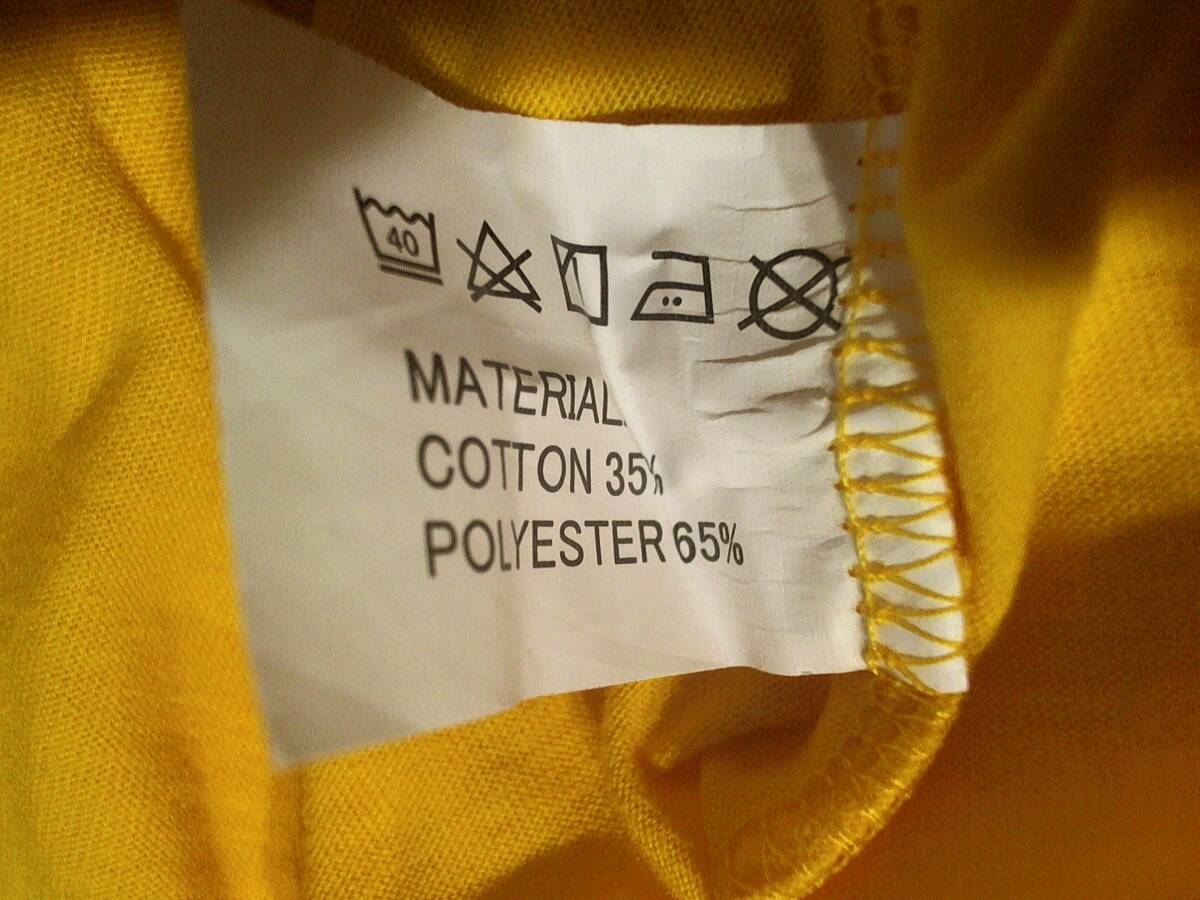 40
MATERIAL
COTTON 35%
POLYESTER 65%